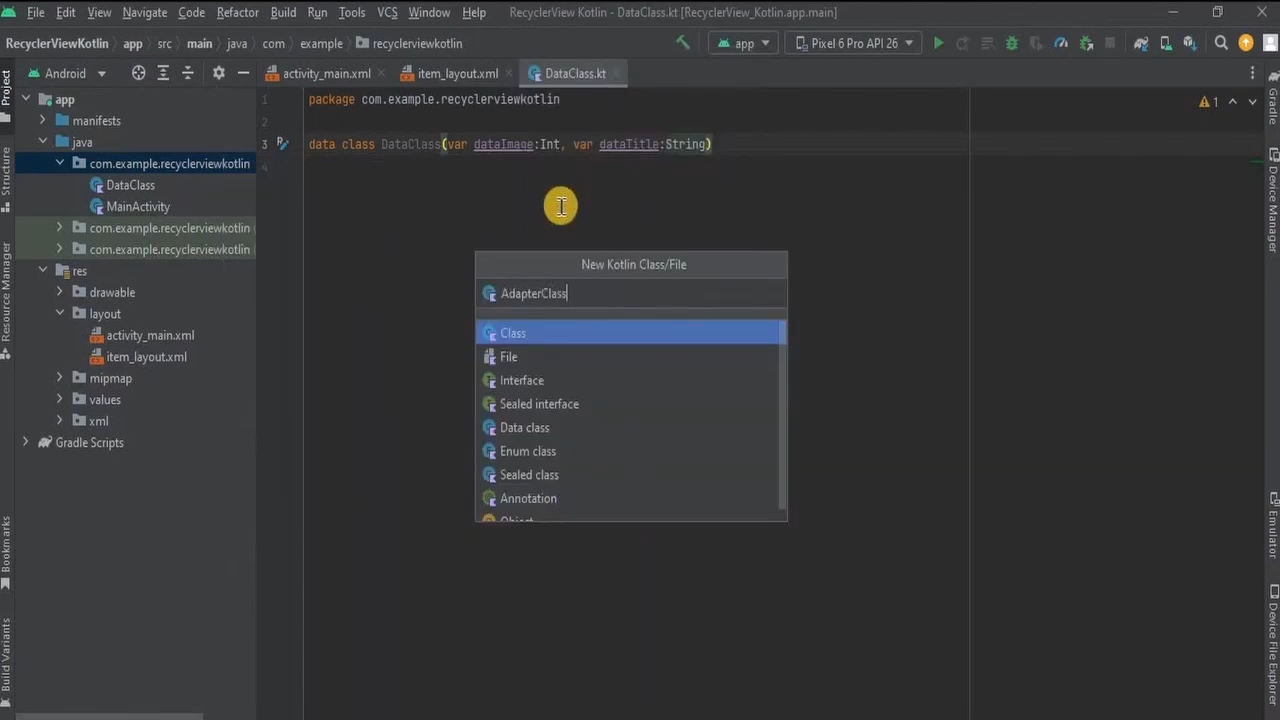 File Edit View Navigate Code Refactor Build Run Tools VCS Window Help RecyclerView Kotlin - DataClass.kt [RecyclerView_Kotlin.app.main]
RecyclerViewKotlin app src main java com example recyclerviewkotlin app Pixel 6 Pro API 26
Android activity_main.xml item_layout.xml DataClass.kt
Project
Structure
Resource Manager
Bookmarks
Build Variants
app
manifests
java
com.example.recyclerviewkotlin
DataClass
MainActivity
com.example.recyclerviewkotlin
com.example.recyclerviewkotlin
res
drawable
layout
activity_main.xml
item_layout.xml
mipmap
values
xml
Gradle Scripts
1 package com.example.recyclerviewkotlin
2
3 data class DataClass(var dataImage:Int, var dataTitle:String)
4
1
New Kotlin Class/File
AdapterClass
Class
File
Interface
Sealed interface
Data class
Enum class
Sealed class
Annotation
Object
Gradle
Device Manager
Emulator
Device File Explorer